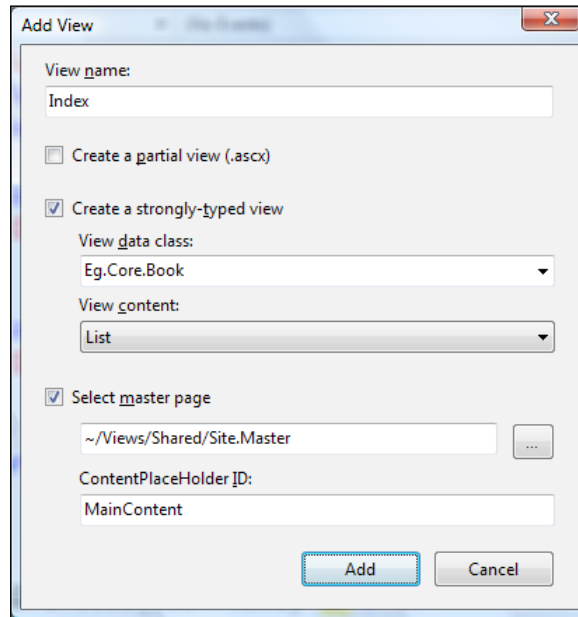 Add View
View name:
Index
Create a partial view (.ascx)
Create a strongly-typed view
View data class:
Eg.Core.Book
View content:
List
Select master page
~/Views/Shared/Site.Master
...
ContentPlaceHolder ID:
MainContent
Add Cancel